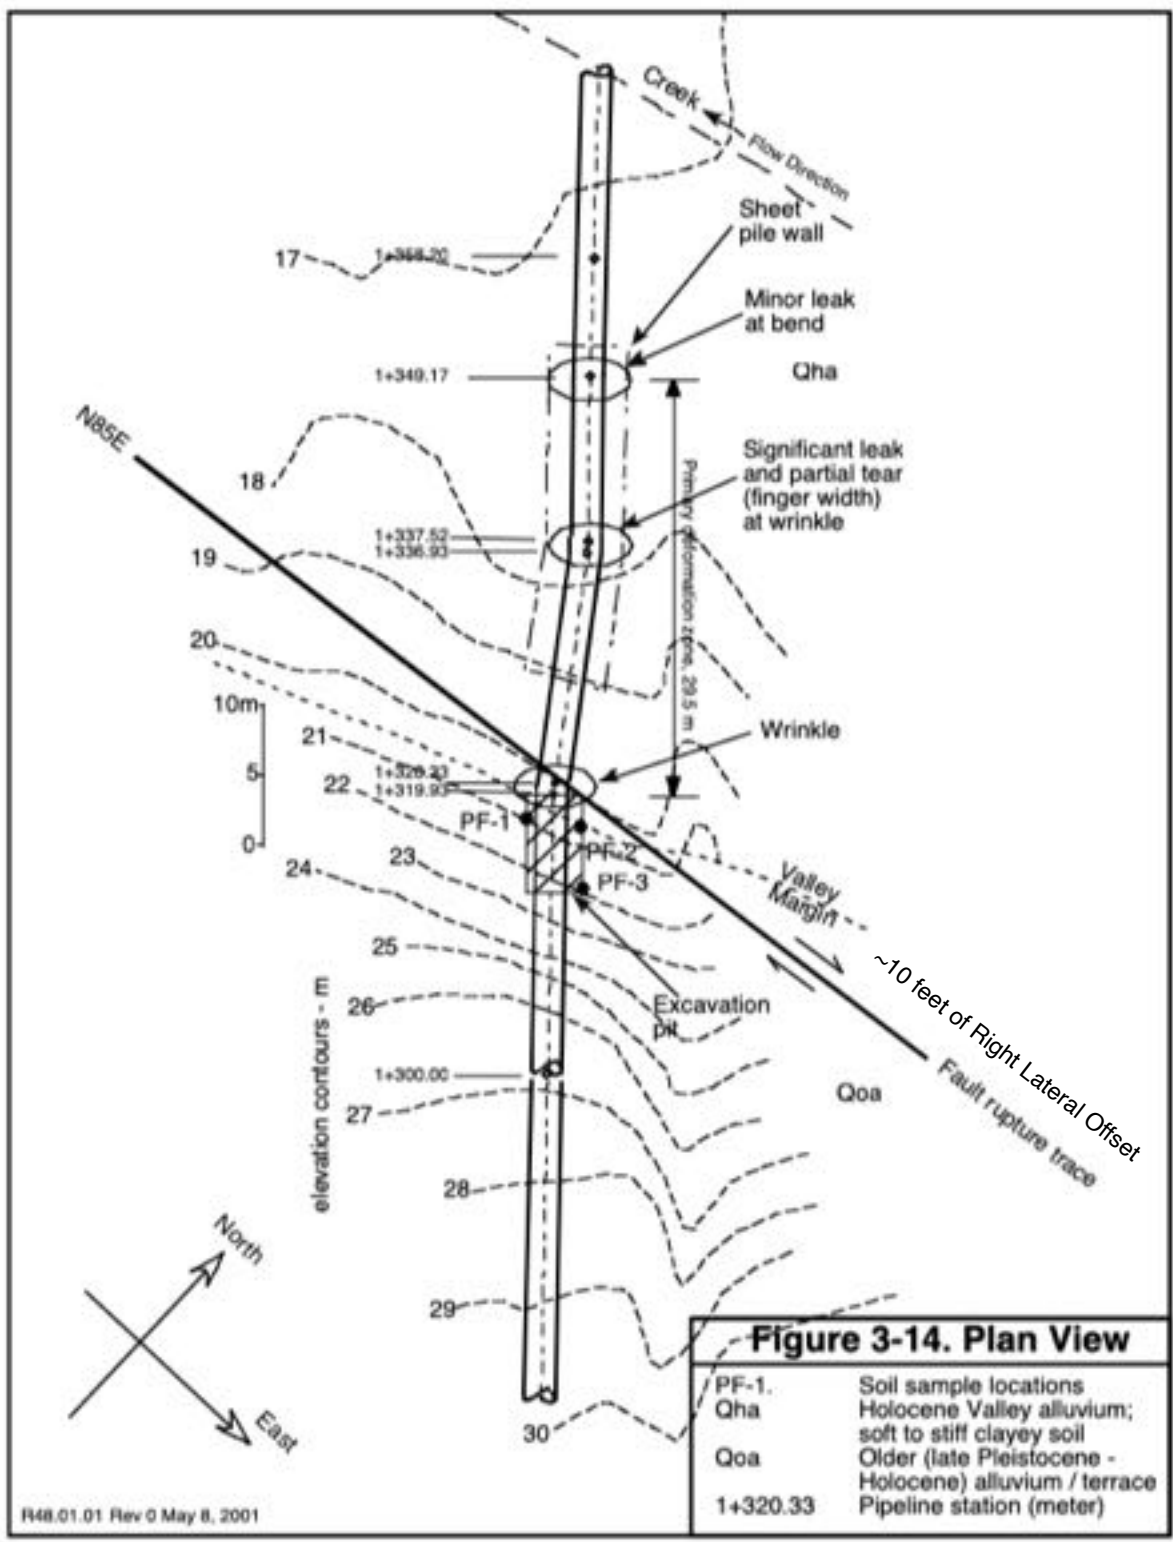 Creek
Flow Direction
Sheet
pile wall
17
1+358.20
Minor leak
at bend
1+349.17
Qha
N85E
18
Significant leak
and partial tear
(finger width)
at wrinkle
Primary deformation zone, 29.5 m
1+337.52
1+336.93
19
20
10m
5
0
Wrinkle
21
1+320.33
22
1+319.93
PF-1
PF-2
23
PF-3
24
Valley
Margin
25
~10 feet of Right Lateral Offset
26
Excavation
pit
elevation contours - m
1+300.00
Qoa
Fault rupture trace
27
28
North
29
East
30
Figure 3-14. Plan View
PF-1. Soil sample locations
Qha Holocene Valley alluvium;
soft to stiff clayey soil
Qoa Older (late Pleistocene -
Holocene) alluvium / terrace
1+320.33 Pipeline station (meter)
R48.01.01 Rev 0 May 8, 2001